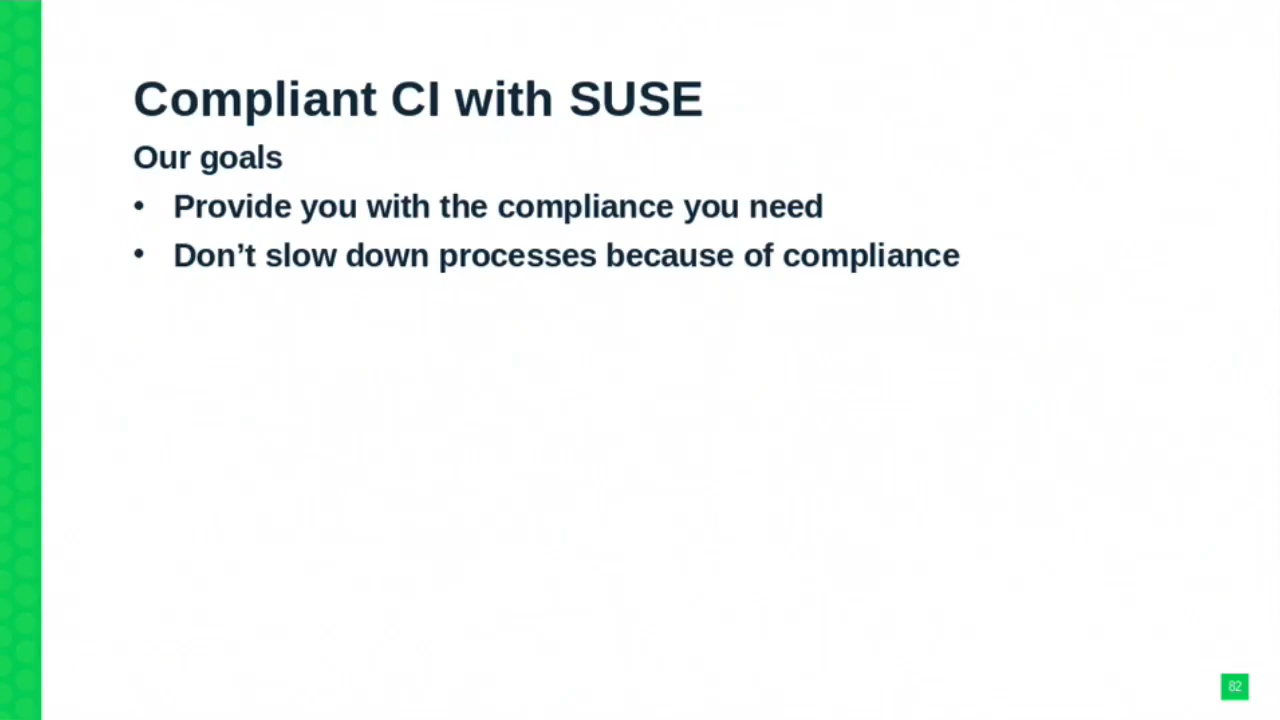 Compliant CI with SUSE
Our goals
• Provide you with the compliance you need
• Don’t slow down processes because of compliance
82